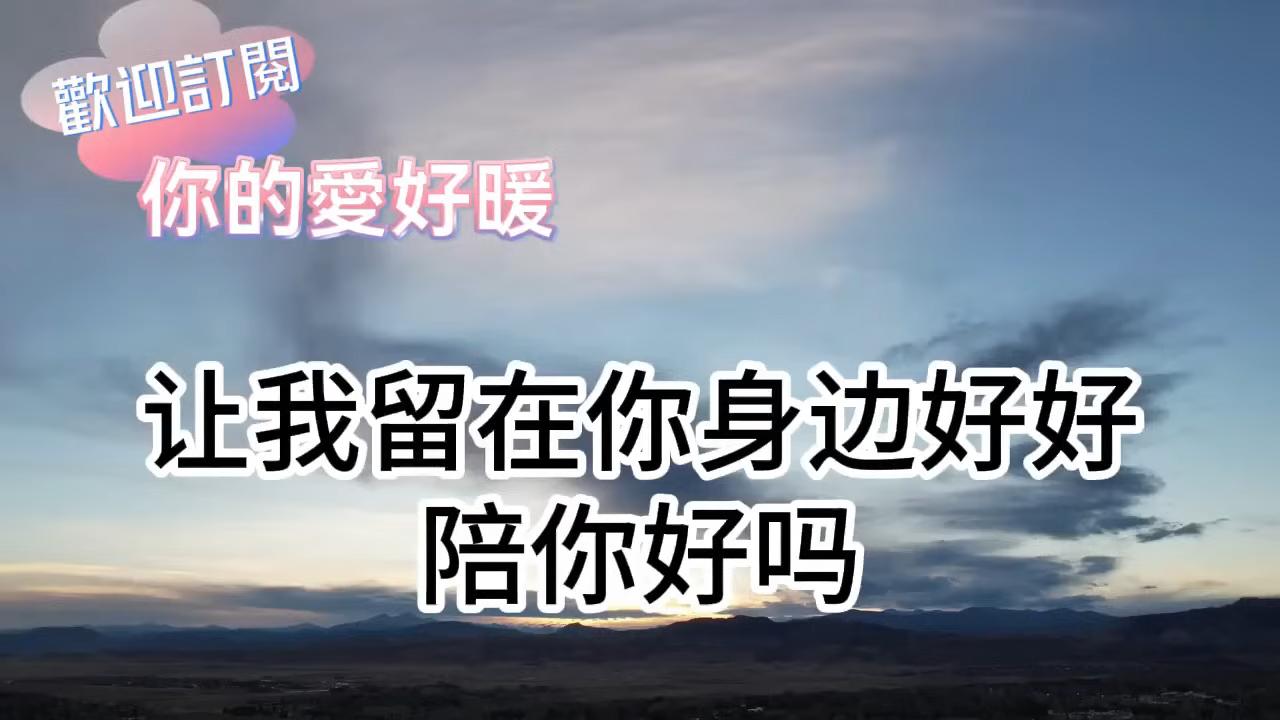 歡迎訂閱
你的愛好暖
让我留在你身边好好
陪你好吗